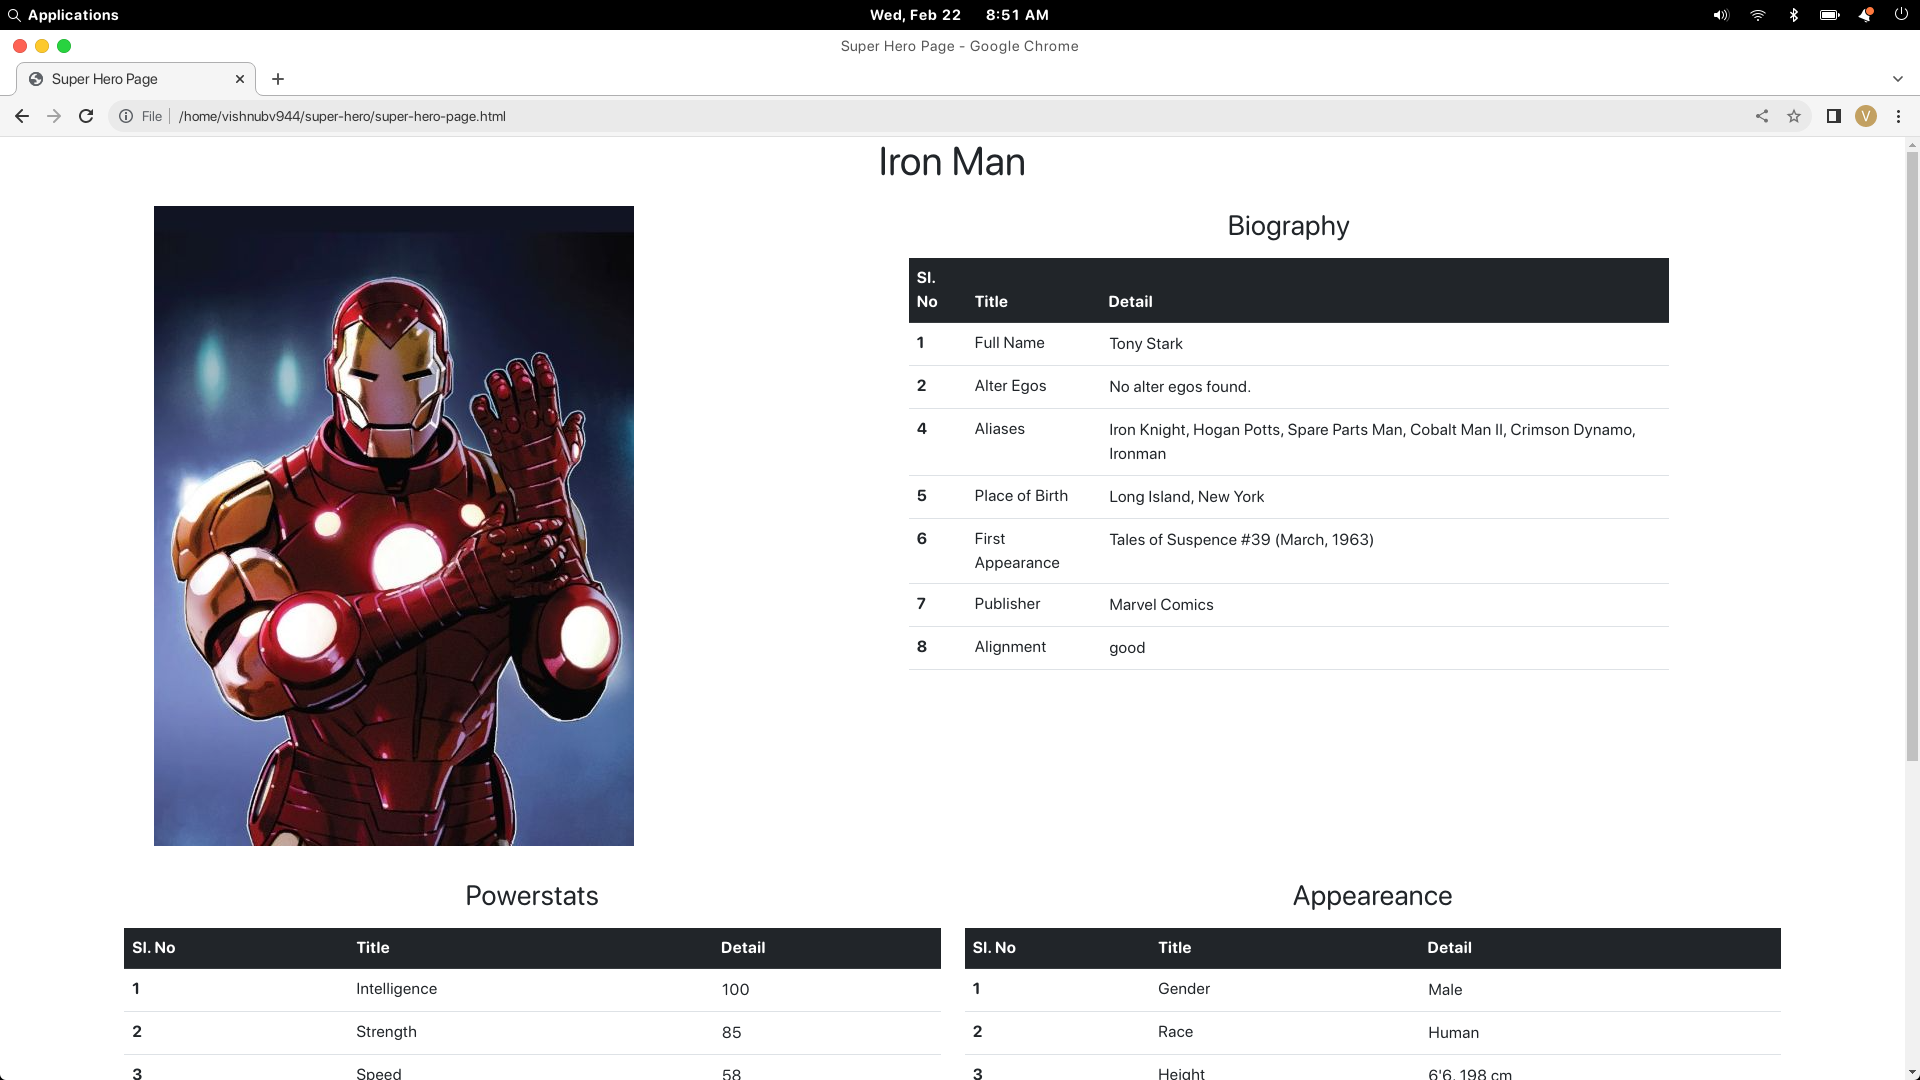 Applications
Wed, Feb 22 8:51 AM
Super Hero Page - Google Chrome
Super Hero Page
File /home/vishnubv944/super-hero/super-hero-page.html
V
Iron Man
Biography
Sl. No Title Detail
1 Full Name Tony Stark
2 Alter Egos No alter egos found.
4 Aliases Iron Knight, Hogan Potts, Spare Parts Man, Cobalt Man II, Crimson Dynamo,
Ironman
5 Place of Birth Long Island, New York
6 First Appearance Tales of Suspence #39 (March, 1963)
7 Publisher Marvel Comics
8 Alignment good
Powerstats
Sl. No Title Detail
1 Intelligence 100
2 Strength 85
3 Speed 58
Appeareance
Sl. No Title Detail
1 Gender Male
2 Race Human
3 Height 6'6, 198 cm